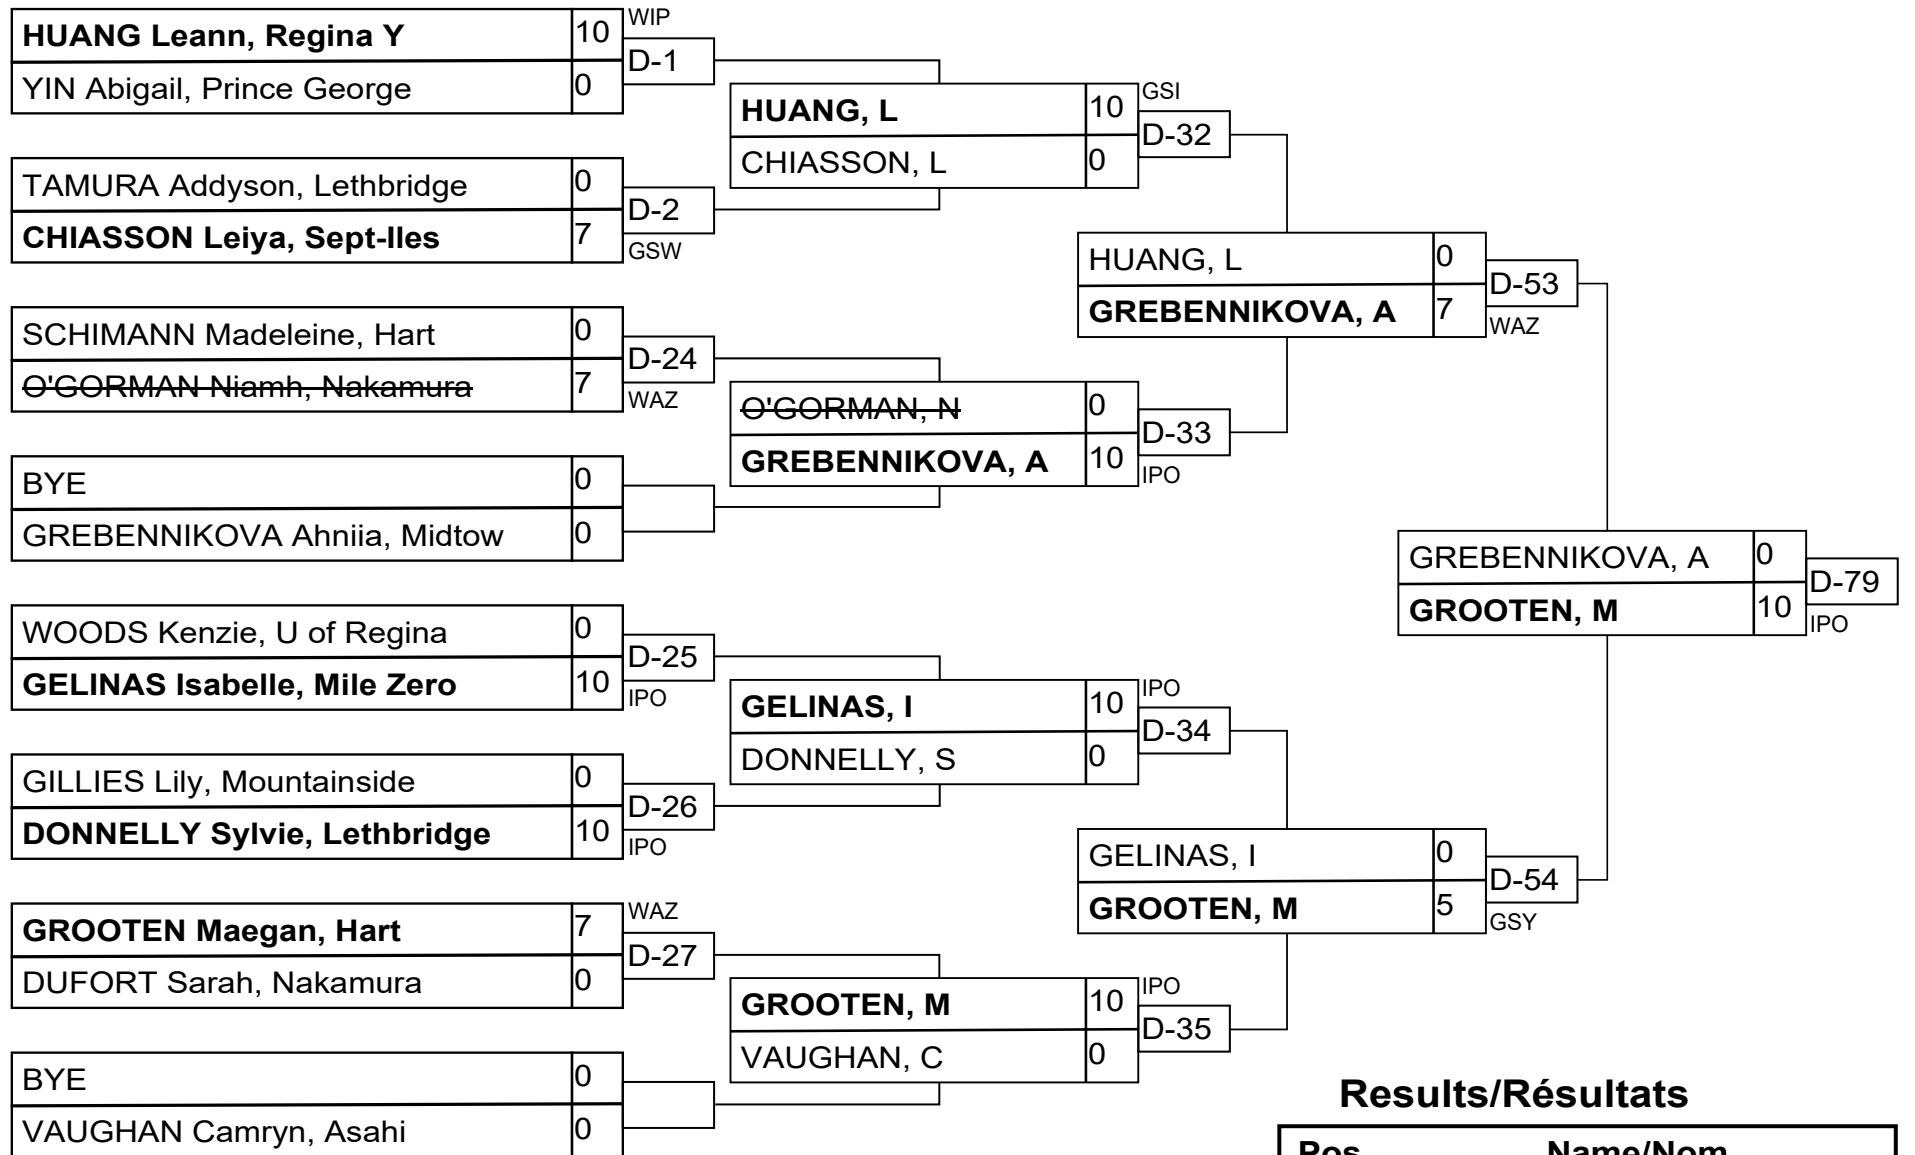 HUANG Leann, Regina Y 10 WIP
D-1
YIN Abigail, Prince George 0
TAMURA Addyson, Lethbridge 0
D-2
CHIASSON Leiya, Sept-Iles 7 GSW
SCHIMANN Madeleine, Hart 0
D-24
O'GORMAN Niamh, Nakamura 7 WAZ
BYE 0
GREBENNIKOVA Ahniia, Midtow 0
WOODS Kenzie, U of Regina 0
D-25
GELINAS Isabelle, Mile Zero 10 IPO
GILLIES Lily, Mountainside 0
D-26
DONNELLY Sylvie, Lethbridge 10 IPO
GROOTEN Maegan, Hart 7 WAZ
D-27
DUFORT Sarah, Nakamura 0
BYE 0
VAUGHAN Camryn, Asahi 0
HUANG, L 10 GSI
D-32
CHIASSON, L 0
O'GORMAN, N 0
D-33
GREBENNIKOVA, A 10 IPO
GELINAS, I 10 IPO
D-34
DONNELLY, S 0
GROOTEN, M 10 IPO
D-35
VAUGHAN, C 0
HUANG, L 0
D-53
GREBENNIKOVA, A 7 WAZ
GELINAS, I 0
D-54
GROOTEN, M 5 GSY
GREBENNIKOVA, A 0
D-79
GROOTEN, M 10 IPO
Results/Résultats
Pos Name/Nom